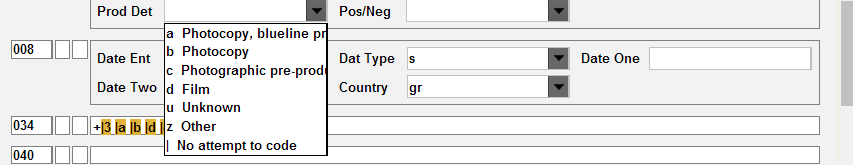 Prod Det Pos/Neg
a Photocopy, blueline pr
b Photocopy
c Photographic pre-produ
d Film
u Unknown
z Other
| No attempt to code
008 Date Ent Dat Type s Date One
Date Two Country gr
034 +|3 |a |b |d |
040